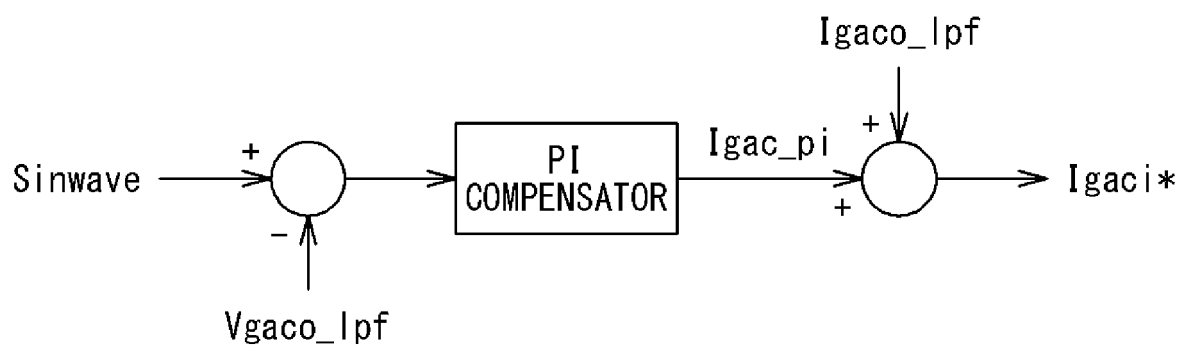 Igaco_lpf
+
Sinwave
+
-
Vgaco_lpf
PI
COMPENSATOR
Igac_pi
+
Igaci*